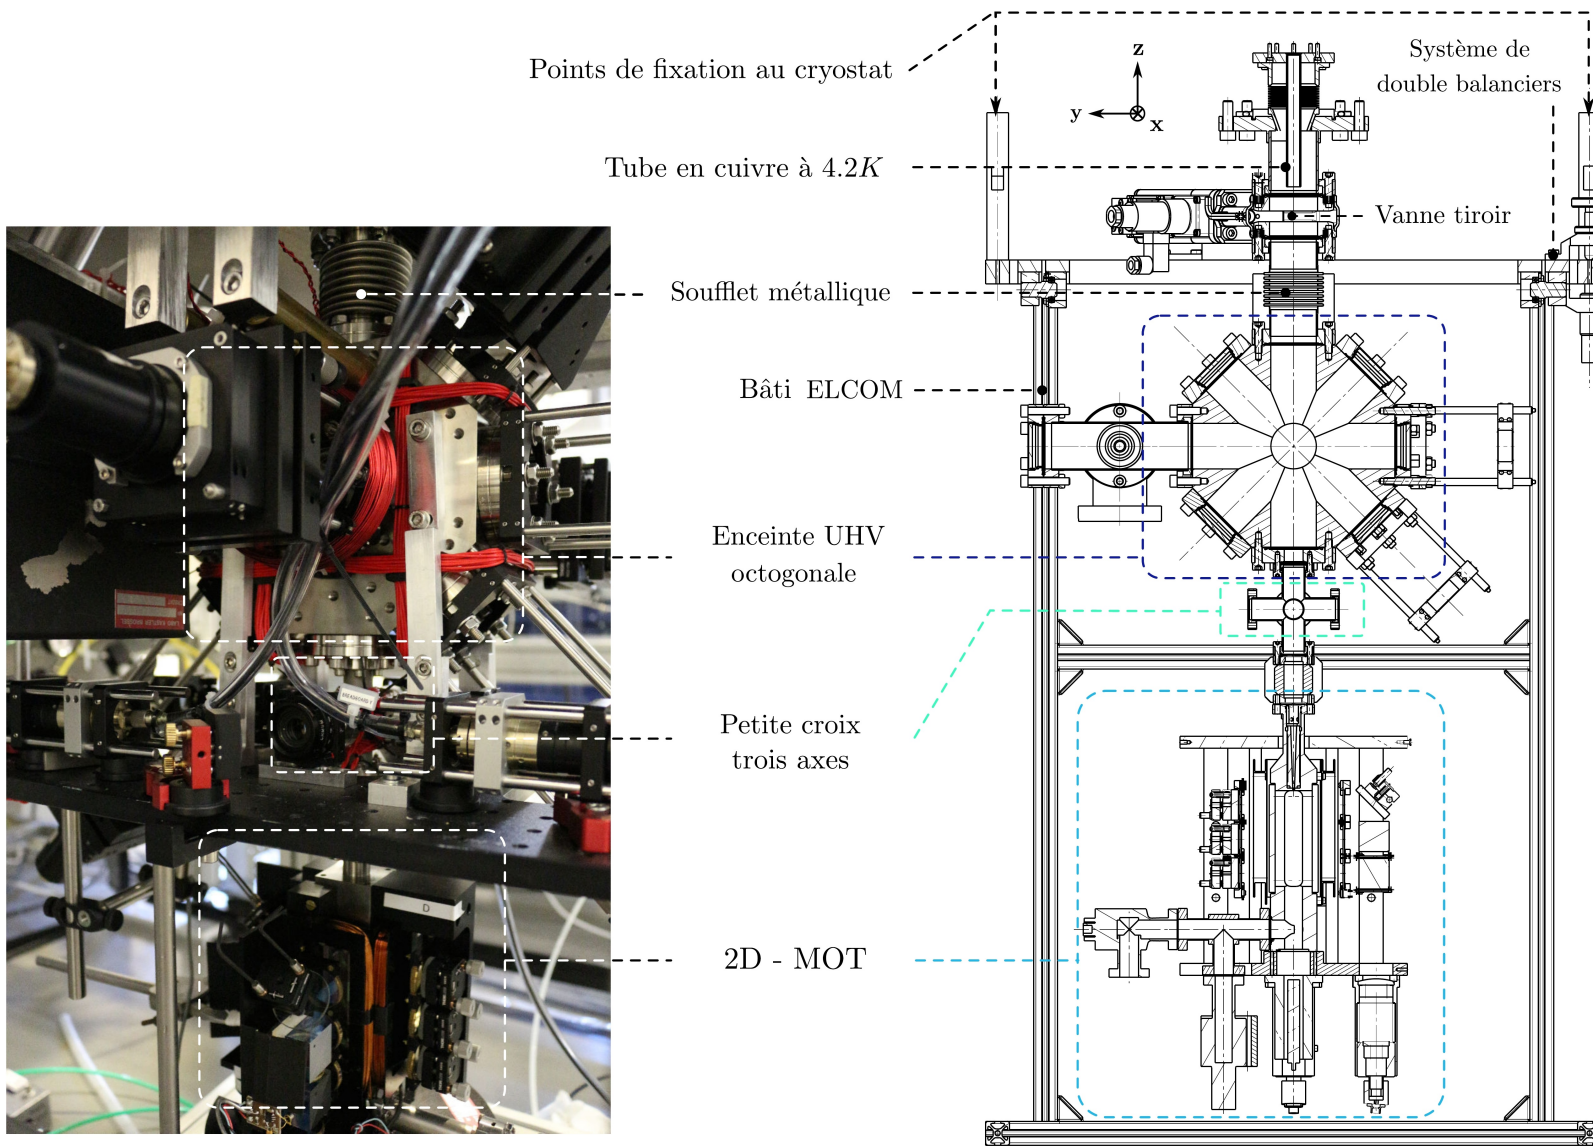 Points de fixation au cryostat
Système de
double balanciers
z
y
x
Tube en cuivre à 4.2K
Vanne tiroir
Soufflet métallique
Bâti ELCOM
Enceinte UHV
octogonale
Petite croix
trois axes
D
2D - MOT